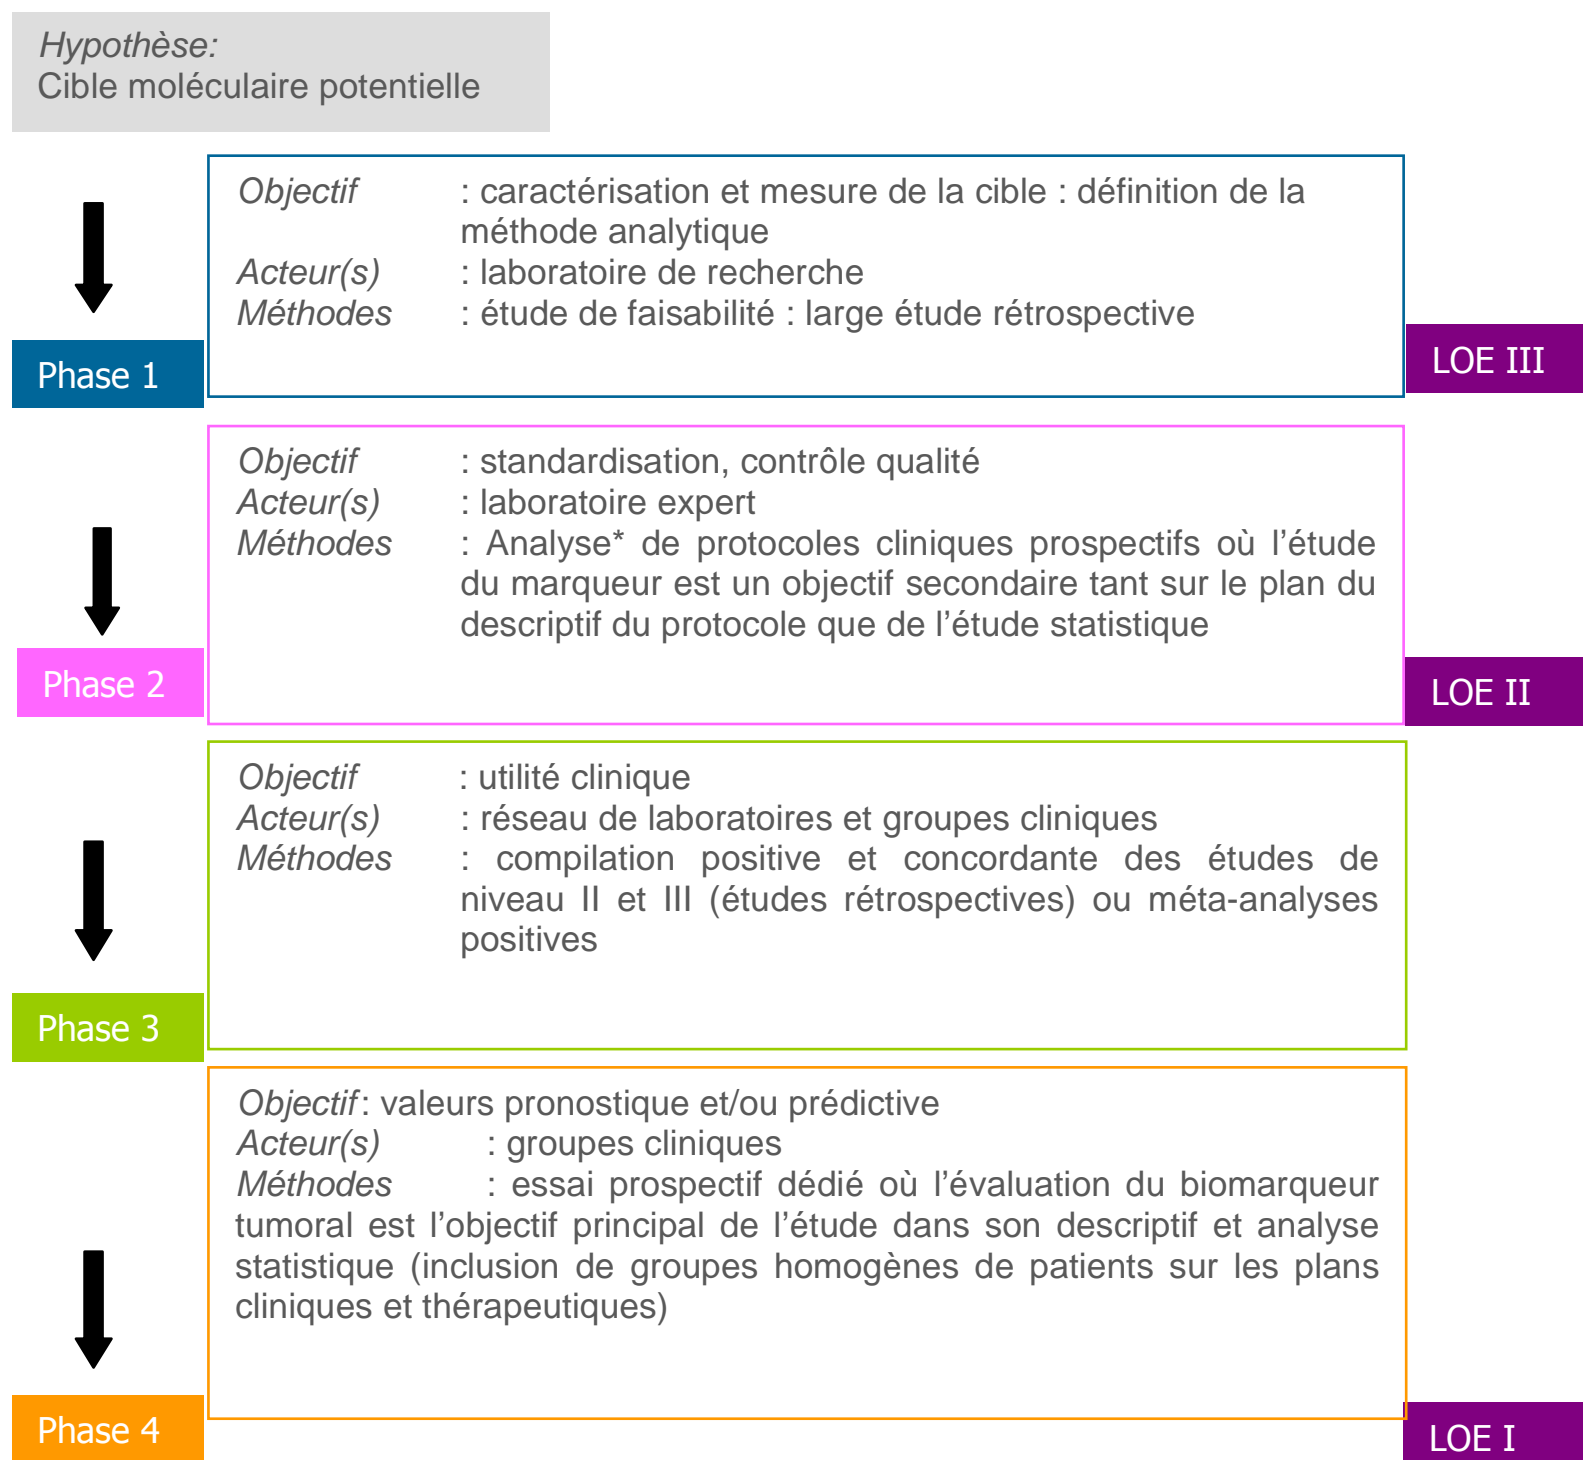 Hypothèse:
Cible moléculaire potentielle
Objectif : caractérisation et mesure de la cible : définition de la
méthode analytique
Acteur(s) : laboratoire de recherche
Méthodes : étude de faisabilité : large étude rétrospective
Phase 1
LOE III
Objectif : standardisation, contrôle qualité
Acteur(s) : laboratoire expert
Méthodes : Analyse* de protocoles cliniques prospectifs où l’étude
du marqueur est un objectif secondaire tant sur le plan du
descriptif du protocole que de l’étude statistique
Phase 2
LOE II
Objectif : utilité clinique
Acteur(s) : réseau de laboratoires et groupes cliniques
Méthodes : compilation positive et concordante des études de
niveau II et III (études rétrospectives) ou méta-analyses
positives
Phase 3
Objectif : valeurs pronostique et/ou prédictive
Acteur(s) : groupes cliniques
Méthodes : essai prospectif dédié où l’évaluation du biomarqueur
tumoral est l’objectif principal de l’étude dans son descriptif et analyse
statistique (inclusion de groupes homogènes de patients sur les plans
cliniques et thérapeutiques)
Phase 4
LOE I